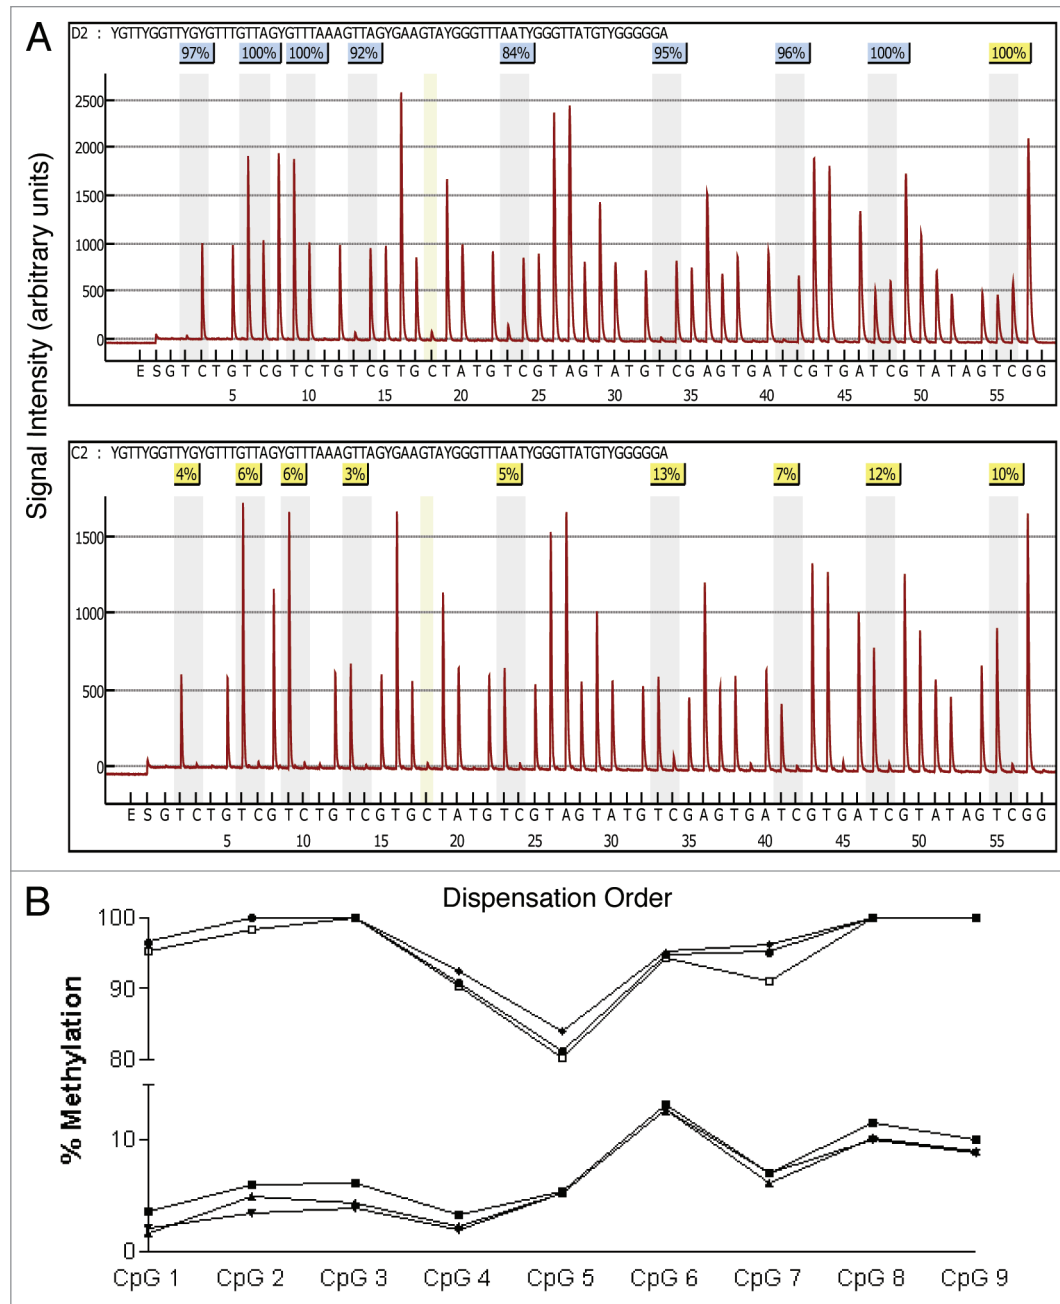 A
D2 : YGTTYGGTTYGYGTTTGTTAGYGTTTAAAGTTAGYGAAGTAYGGGTTTAATYGGGTTATGTYGGGGGA
97% 100% 100% 92% 84% 95% 96% 100% 100%
2500
2000
1500
1000
500
0
E S G T C T G T C G T C T G T C G T G C T A T G T C G T A G T A T G T C G A G T G A T C G T G A T C G T A T A G T C G G
5 10 15 20 25 30 35 40 45 50 55
Signal Intensity (arbitrary units)
C2 : YGTTYGGTTYGYGTTTGTTAGYGTTTAAAGTTAGYGAAGTAYGGGTTTAATYGGGTTATGTYGGGGGA
4% 6% 6% 3% 5% 13% 7% 12% 10%
1500
1000
500
0
E S G T C T G T C G T C T G T C G T G C T A T G T C G T A G T A T G T C G A G T G A T C G T G A T C G T A T A G T C G G
5 10 15 20 25 30 35 40 45 50 55
Dispensation Order
B
100
90
80
10
0
% Methylation
CpG 1 CpG 2 CpG 3 CpG 4 CpG 5 CpG 6 CpG 7 CpG 8 CpG 9